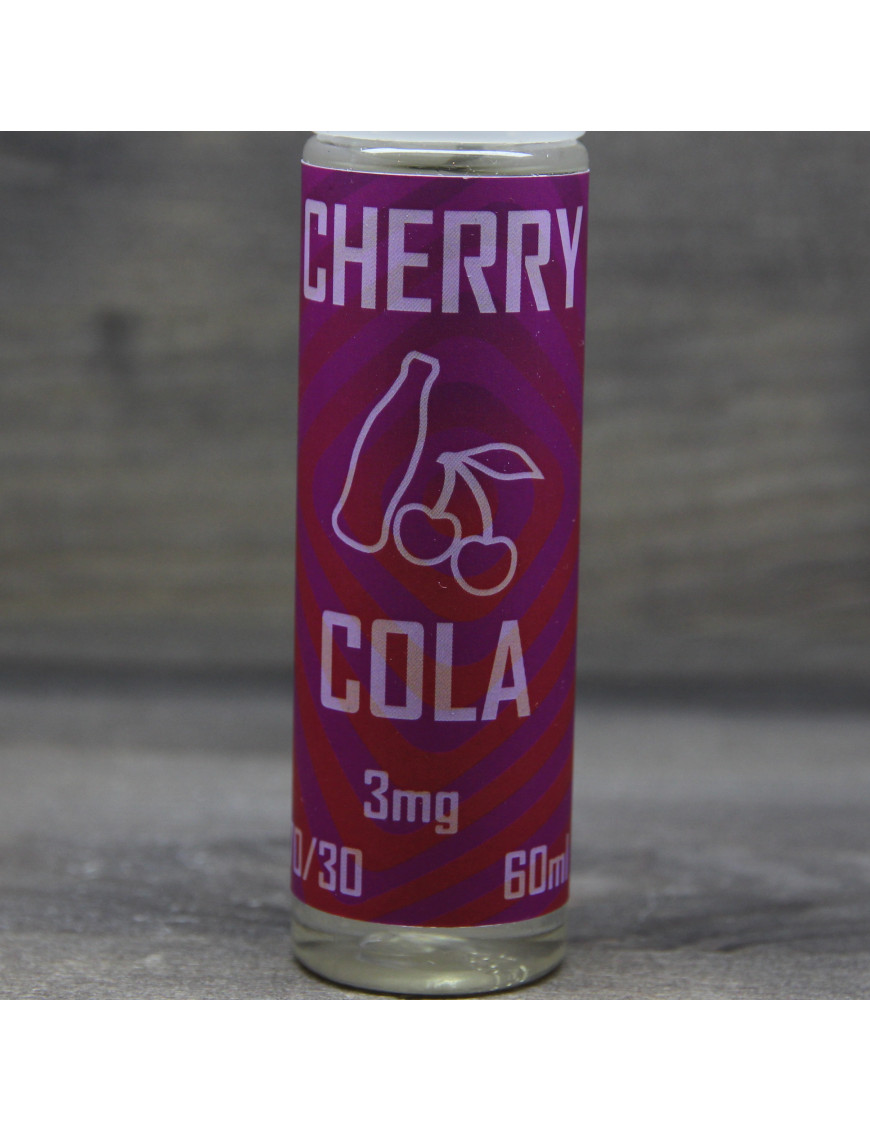 CHERRY
COLA
3mg
0/30 60ml